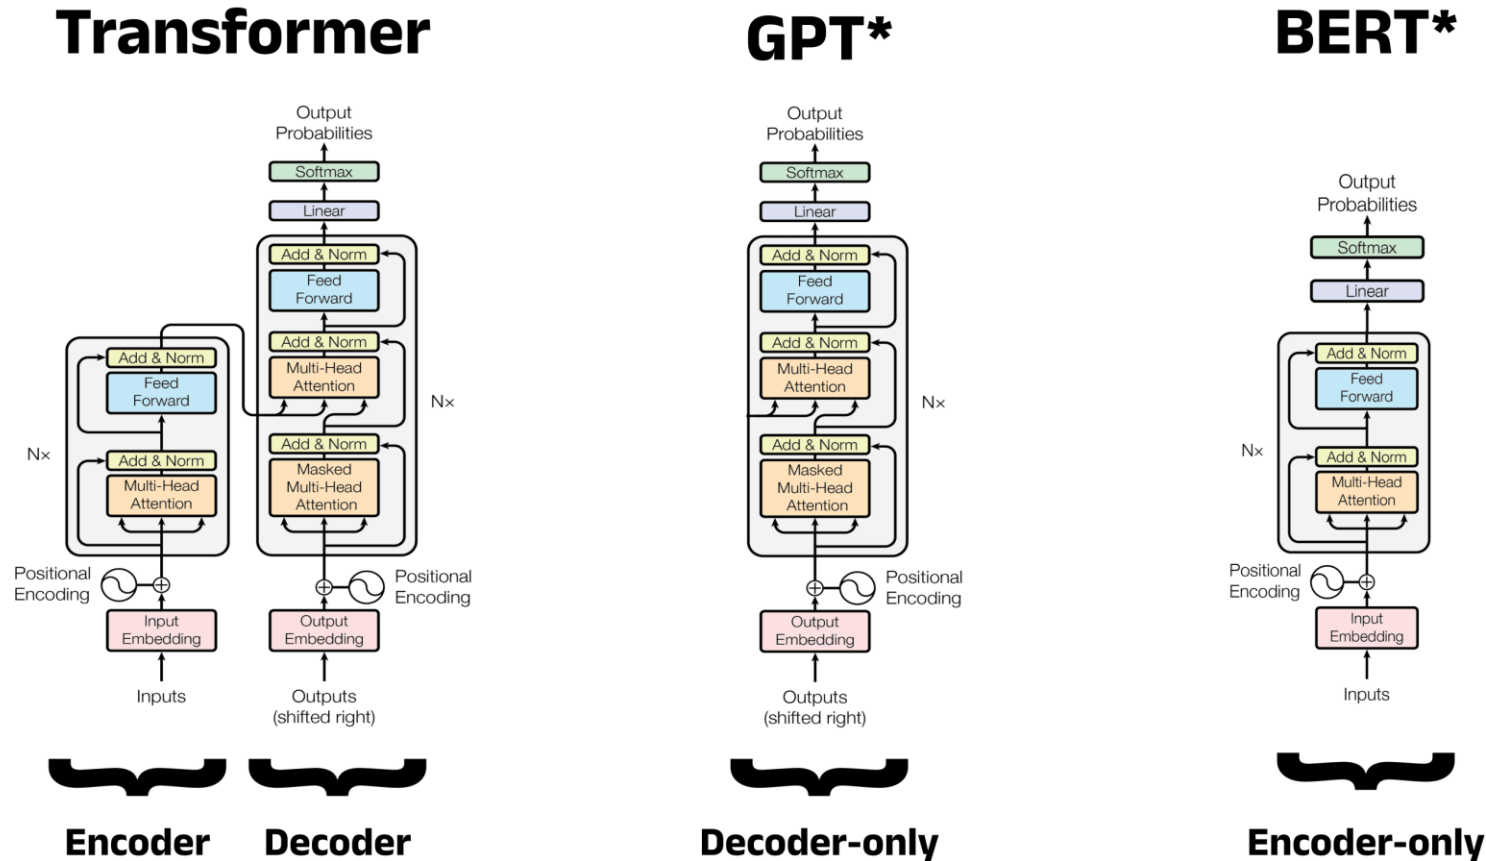 Transformer
GPT*
BERT*
Output
Probabilities
Softmax
Linear
Add & Norm
Feed
Forward
Add & Norm
Multi-Head
Attention
Add & Norm
Masked
Multi-Head
Attention
Nx
Positional
Encoding
Output
Embedding
Outputs
(shifted right)
Add & Norm
Feed
Forward
Add & Norm
Multi-Head
Attention
Nx
Positional
Encoding
Input
Embedding
Inputs
Output
Probabilities
Softmax
Linear
Add & Norm
Feed
Forward
Add & Norm
Multi-Head
Attention
Add & Norm
Masked
Multi-Head
Attention
Nx
Positional
Encoding
Output
Embedding
Outputs
(shifted right)
Output
Probabilities
Softmax
Linear
Add & Norm
Feed
Forward
Add & Norm
Multi-Head
Attention
Nx
Positional
Encoding
Input
Embedding
Inputs
Encoder
Decoder
Decoder-only
Encoder-only